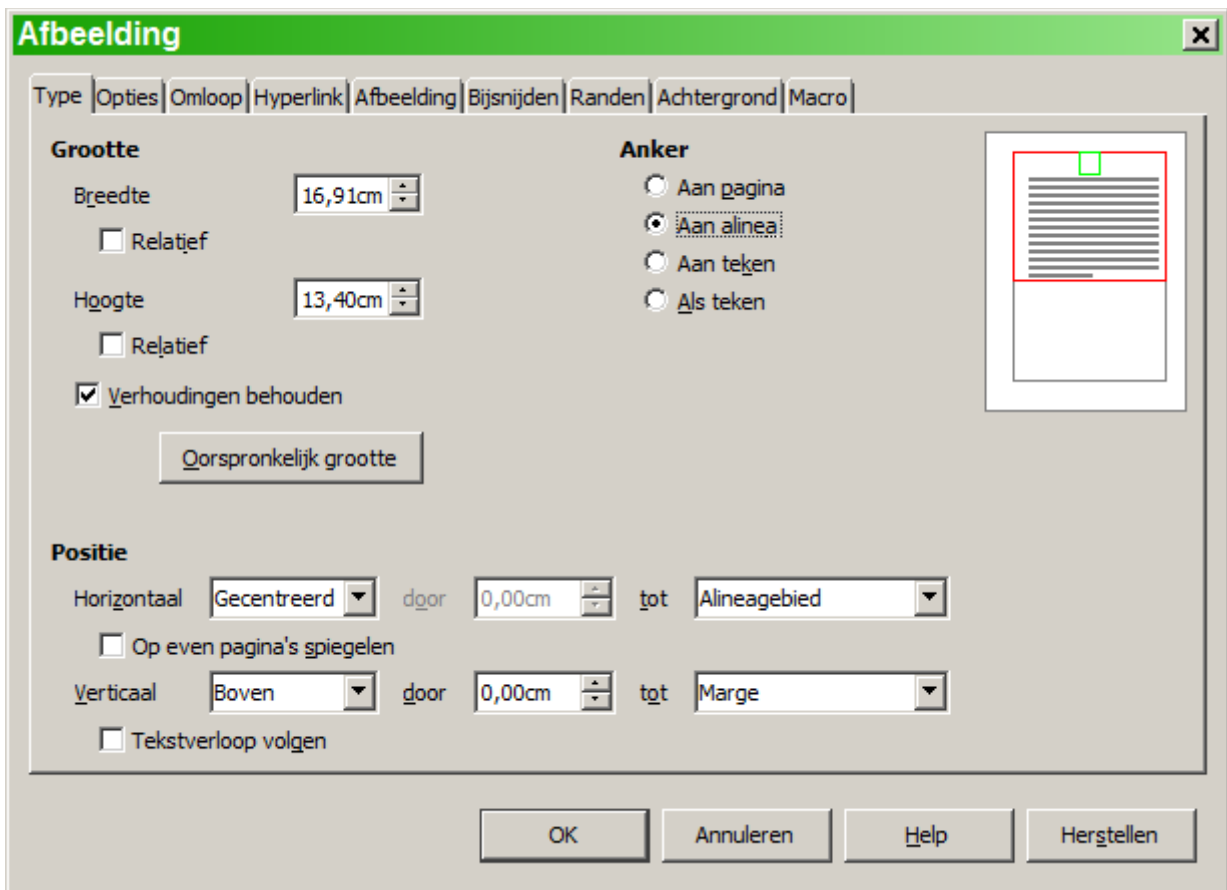 Afbeelding
Type Opties Omloop Hyperlink Afbeelding Bijsnijden Randen Achtergrond Macro
Grootte
Breedte 16,91cm
Relatief
Hoogte 13,40cm
Relatief
Verhoudingen behouden
Oorspronkelijk grootte
Anker
Aan pagina
Aan alinea
Aan teken
Als teken
Positie
Horizontaal Gecentreerd door 0,00cm tot Alineagebied
Op even pagina's spiegelen
Verticaal Boven door 0,00cm tot Marge
Tekstverloop volgen
OK Annuleren Help Herstellen